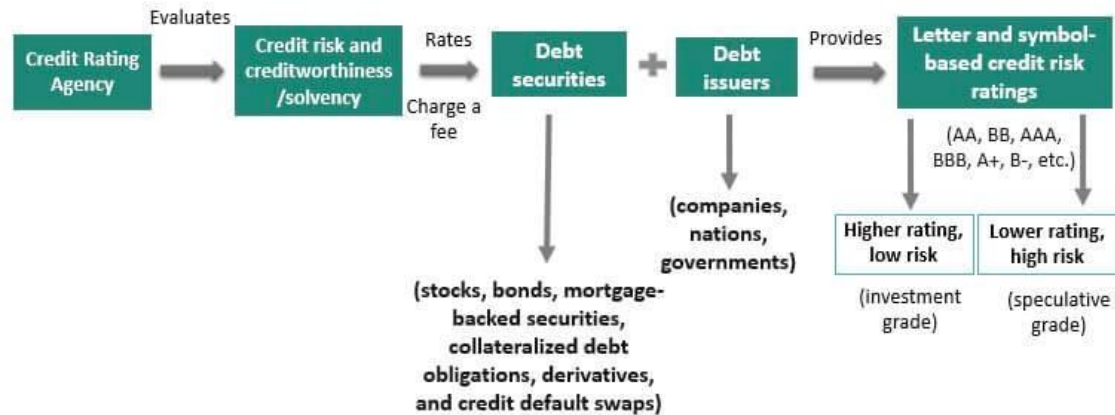 Evaluates
Credit Rating
Agency
Credit risk and
creditworthiness
/solvency
Rates
Charge a
fee
Debt
securities
+
Debt
issuers
Provides
Letter and symbol-
based credit risk
ratings
(AA, BB, AAA,
BBB, A+, B-, etc.)
(companies,
nations,
governments)
Higher rating,
low risk
Lower rating,
high risk
(investment
grade)
(speculative
grade)
(stocks, bonds, mortgage-
backed securities,
collateralized debt
obligations, derivatives,
and credit default swaps)